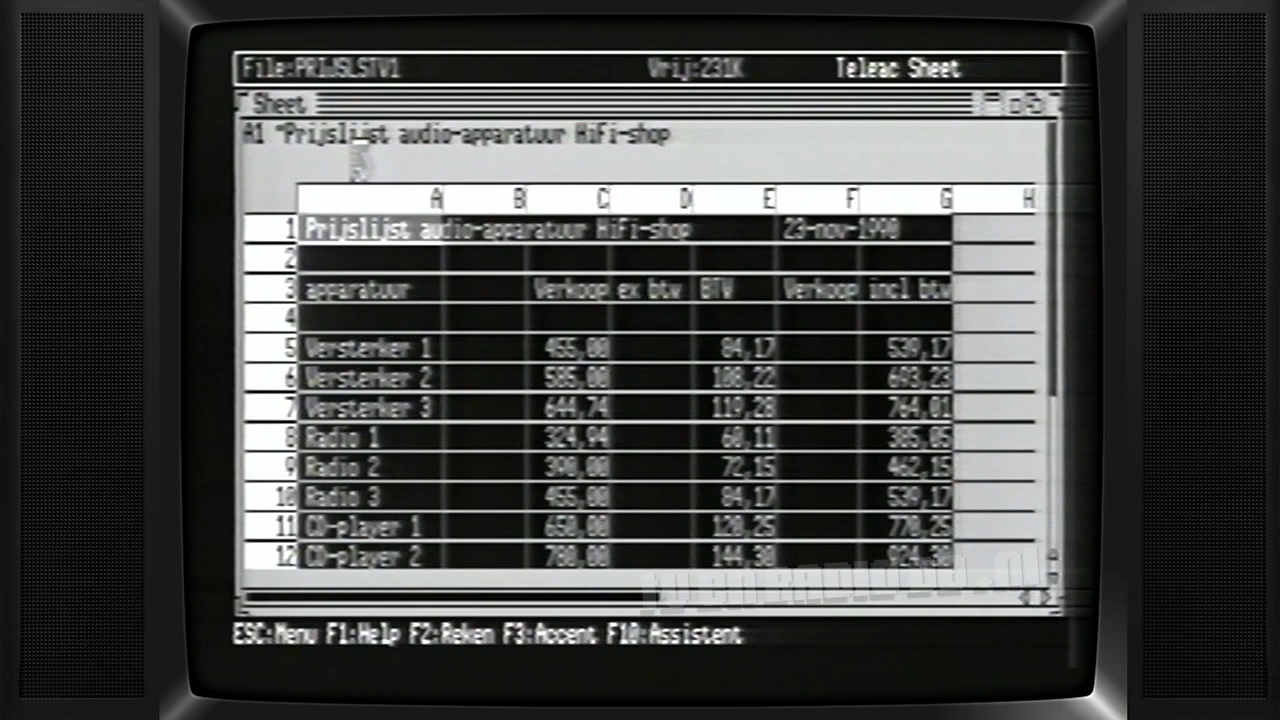 File:PRIJSLSTV1 Vrij:231K Teleac Sheet
Sheet
A1 "Prijslijst audio-apparatuur HiFi-shop
A B C D E F G H
1 Prijslijst audio-apparatuur HiFi-shop 23-nov-1990
2
3 apparatuur Verkoop ex btw BTW Verkoop incl btw
4
5 Versterker 1 455,00 84,17 539,17
6 Versterker 2 585,00 108,22 693,23
7 Versterker 3 644,74 119,28 764,01
8 Radio 1 324,94 60,11 385,05
9 Radio 2 390,00 72,15 462,15
10 Radio 3 455,00 84,17 539,17
11 CD-player 1 650,00 120,25 770,25
12 CD-player 2 780,00 144,30 924,30
ESC:Menu F1:Help F2:Reken F3:Accent F10:Assistent